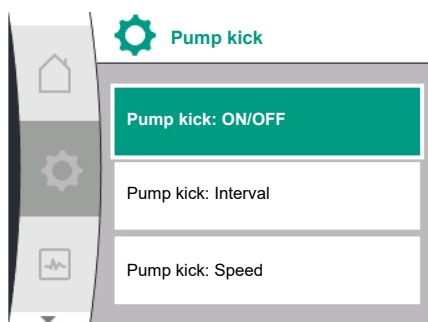 Pump kick
Pump kick: ON/OFF
Pump kick: Interval
Pump kick: Speed